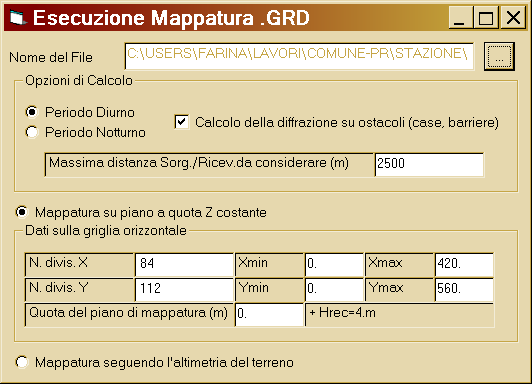 Esecuzione Mappatura .GRD
Nome del File C:\USERS\FARINA\LAVORI\COMUNE-PR\STAZIONE\ ...
Opzioni di Calcolo
Periodo Diurno
Periodo Notturno
Calcolo della diffrazione su ostacoli (case, barriere)
Massima distanza Sorg./Ricev.da considerare (m) 2500
Mappatura su piano a quota Z costante
Dati sulla griglia orizzontale
N. divis. X 84 Xmin 0. Xmax 420.
N. divis. Y 112 Ymin 0. Ymax 560.
Quota del piano di mappatura (m) 0. + Hrec=4.m
Mappatura seguendo l'altimetria del terreno